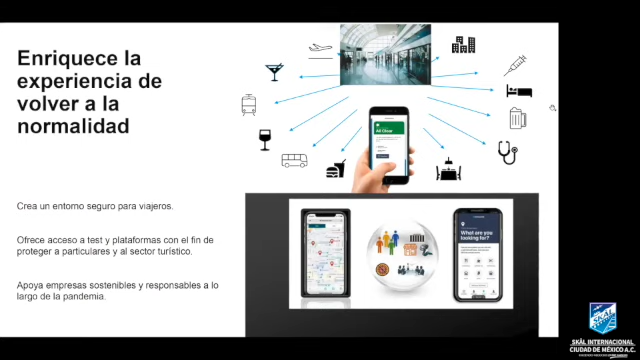 Enriquece la
experiencia de
volver a la
normalidad
Crea un entorno seguro para viajeros.
Ofrece acceso a test y plataformas con el fin de
proteger a particulares y al sector turístico.
Apoya empresas sostenibles y responsables a lo
largo de la pandemia.
All Clear
What are you
looking for?
SKÅL
SKÅL INTERNACIONAL
CIUDAD DE MÉXICO A.C.